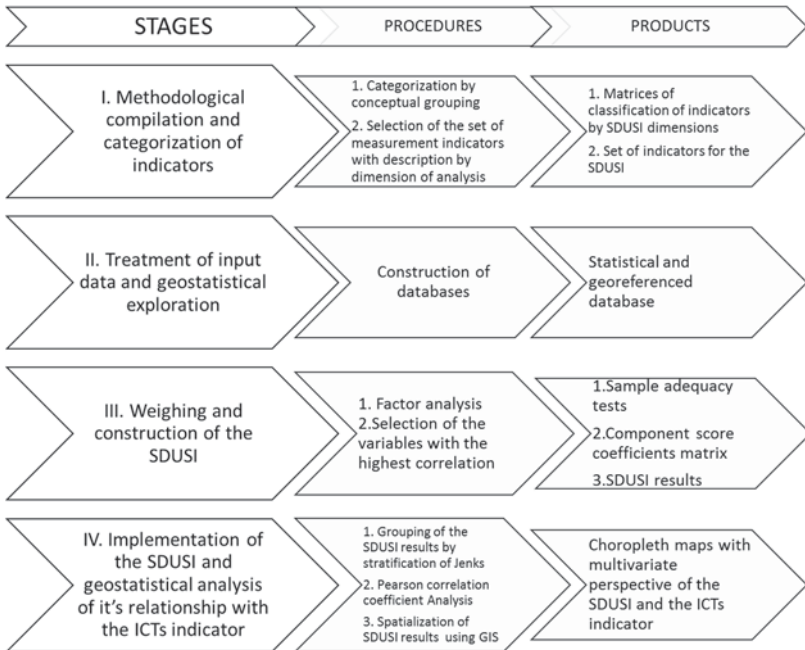 STAGES
PROCEDURES
PRODUCTS
I. Methodological
compilation and
categorization of
indicators
1. Categorization by
conceptual grouping
2. Selection of the set of
measurement indicators
with description by
dimension of analysis
1. Matrices of
classification of indicators
by SDUSI dimensions
2. Set of indicators for the
SDUSI
II. Treatment of input
data and geostatistical
exploration
Construction of
databases
Statistical and
georeferenced
database
III. Weighing and
construction of the
SDUSI
1. Factor analysis
2.Selection of the
variables with the
highest correlation
1.Sample adequacy
tests
2.Component score
coefficients matrix
3.SDUSI results
IV. Implementation of
the SDUSI and
geostatistical analysis
of it's relationship with
the ICTs indicator
1. Grouping of the
SDUSI results by
stratification of Jenks
2. Pearson correlation
coefficient Analysis
3. Spatialization of
SDUSI results using GIS
Choropleth maps with
multivariate
perspective of the
SDUSI and the ICTs
indicator